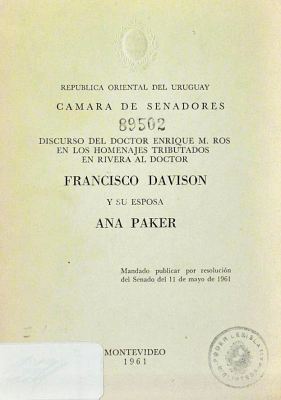 REPUBLICA ORIENTAL DEL URUGUAY
CAMARA DE SENADORES
89502
DISCURSO DEL DOCTOR ENRIQUE M. ROS
EN LOS HOMENAJES TRIBUTADOS
EN RIVERA AL DOCTOR
FRANCISCO DAVISON
Y SU ESPOSA
ANA PAKER
Mandado publicar por resolución
del Senado del 11 de mayo de 1961
PODER LEGISLATIVO
MONTEVIDEO
1961